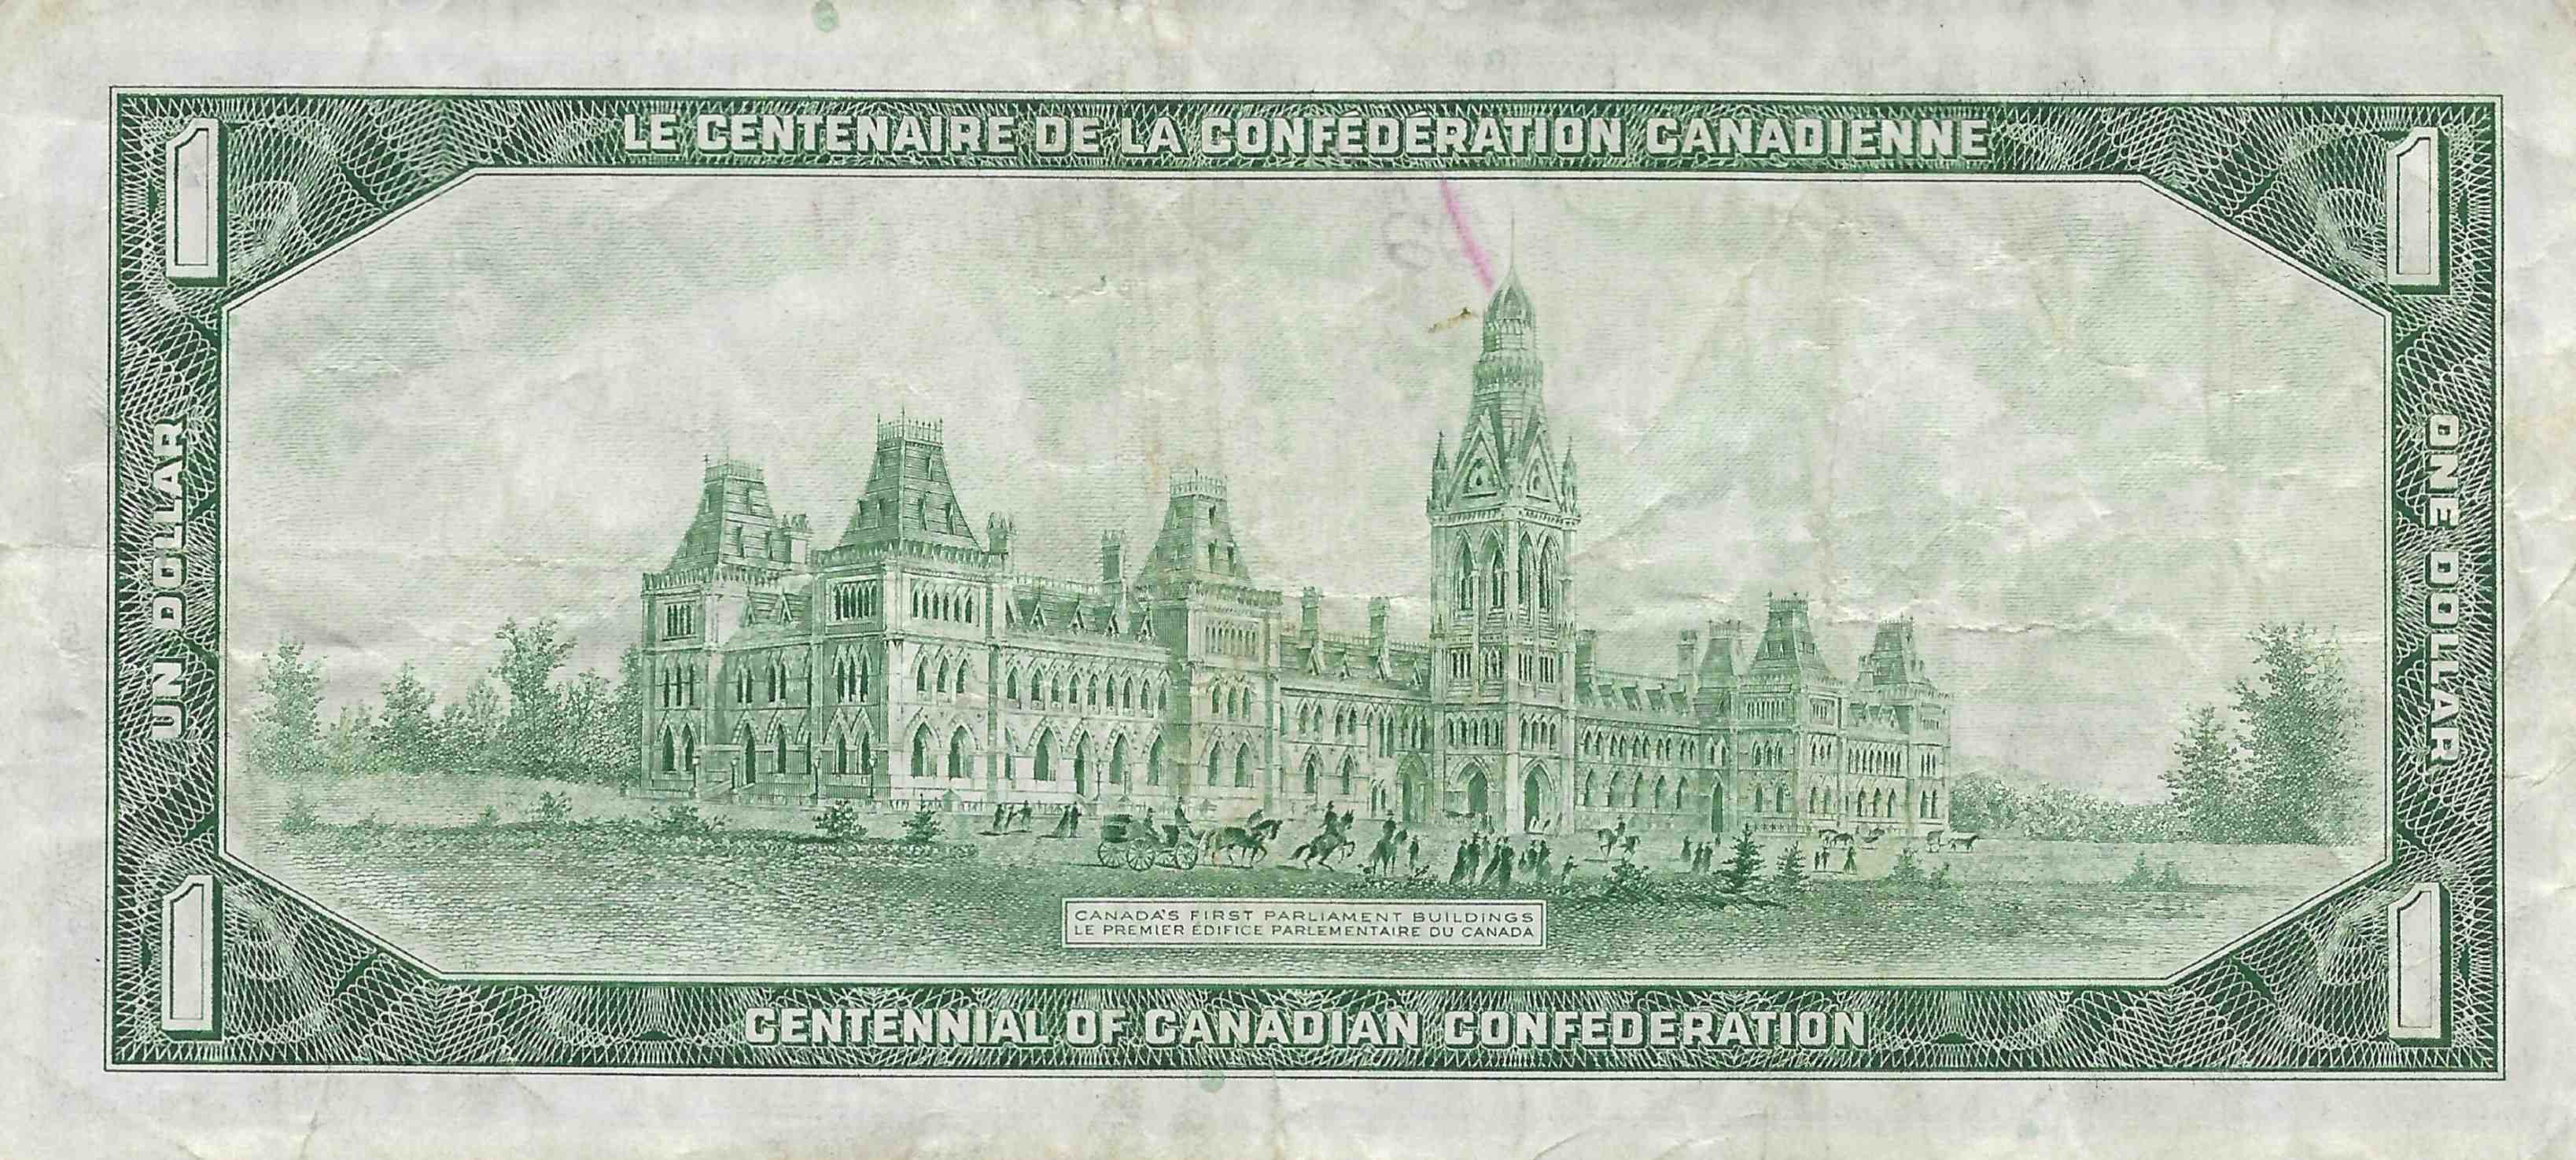 1
LE CENTENAIRE DE LA CONFÉDÉRATION CANADIENNE
1
UN DOLLAR
ONE DOLLAR
CANADA'S FIRST PARLIAMENT BUILDINGS
LE PREMIER ÉDIFICE PARLEMENTAIRE DU CANADA
1
CENTENNIAL OF CANADIAN CONFEDERATION
1